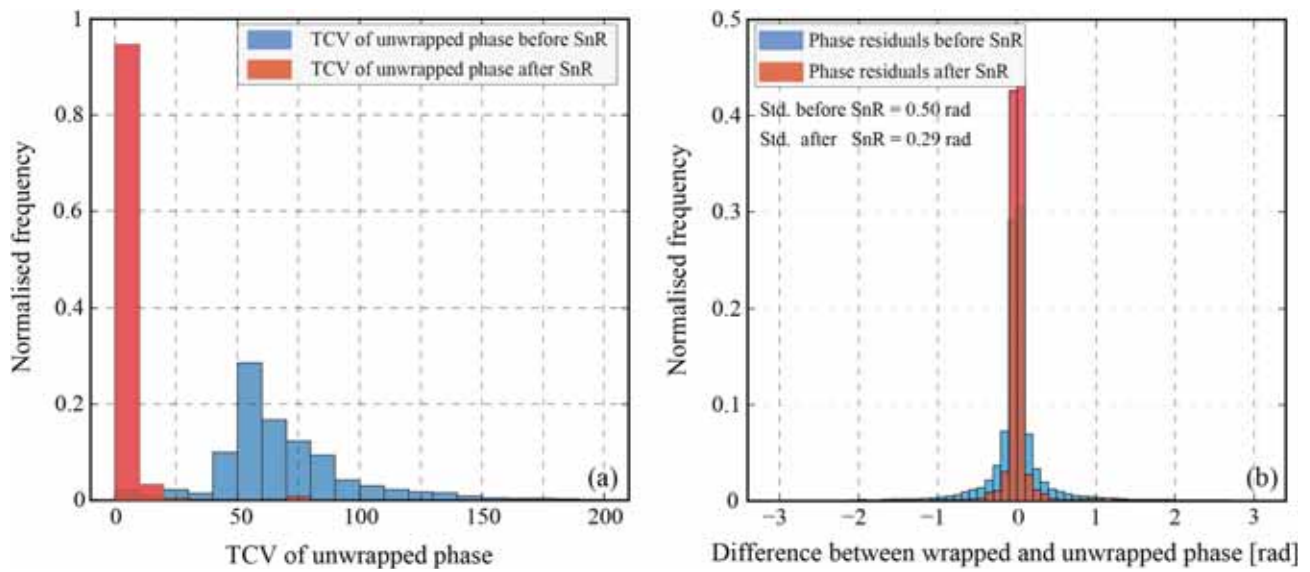 TCV of unwrapped phase before SnR
TCV of unwrapped phase after SnR
1
0.8
0.6
0.4
0.2
0
Normalised frequency
0
50
100
150
200
(a)
TCV of unwrapped phase
Phase residuals before SnR
Phase residuals after SnR
Std. before SnR = 0.50 rad
Std. after SnR = 0.29 rad
0.5
0.4
0.3
0.2
0.1
0
Normalised frequency
−3
−2
−1
0
1
2
3
(b)
Difference between wrapped and unwrapped phase [rad]